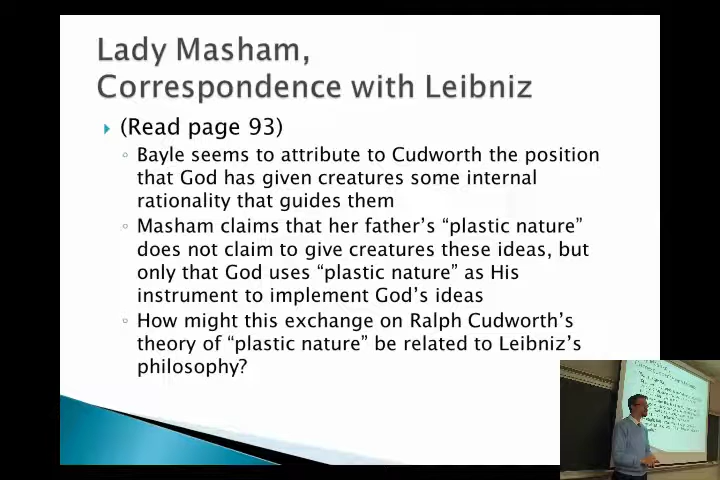 Lady Masham,
Correspondence with Leibniz
(Read page 93)
Bayle seems to attribute to Cudworth the position
that God has given creatures some internal
rationality that guides them
Masham claims that her father's “plastic nature”
does not claim to give creatures these ideas, but
only that God uses “plastic nature” as His
instrument to implement God's ideas
How might this exchange on Ralph Cudworth's
theory of “plastic nature” be related to Leibniz's
philosophy?